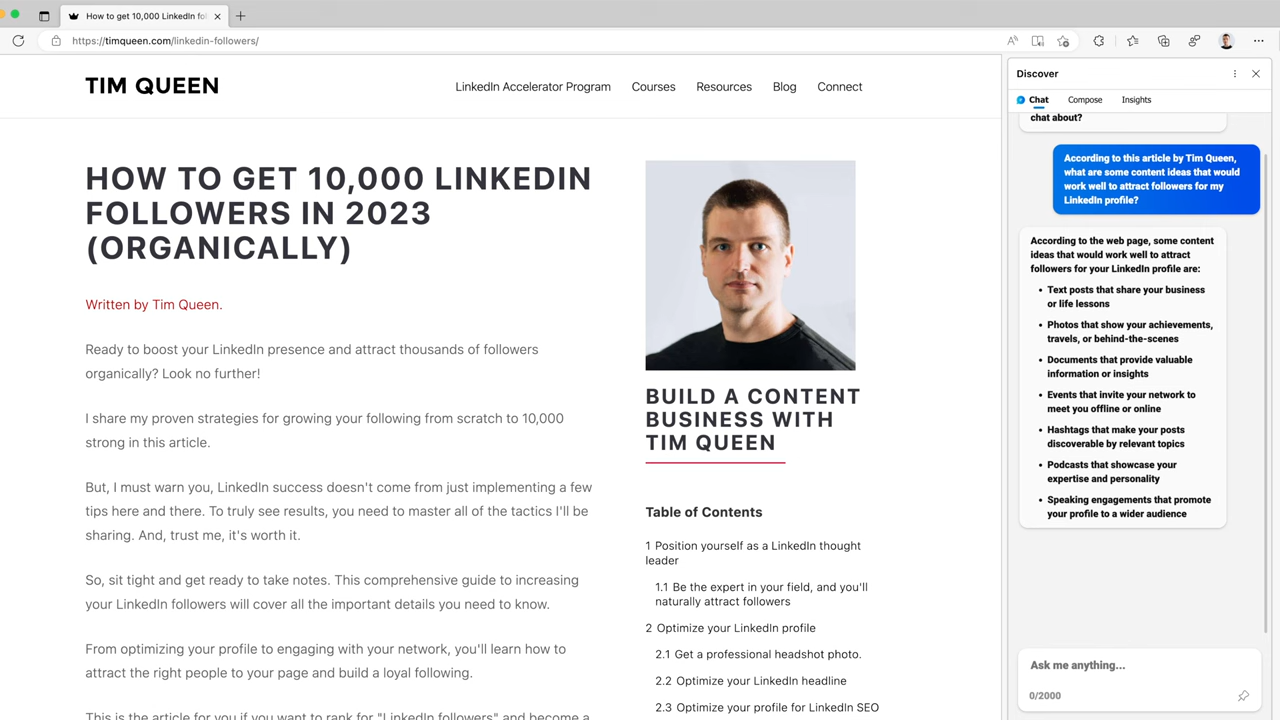 How to get 10,000 LinkedIn fol
https://timqueen.com/linkedin-followers/
TIM QUEEN
LinkedIn Accelerator Program
Courses
Resources
Blog
Connect
HOW TO GET 10,000 LINKEDIN
FOLLOWERS IN 2023
(ORGANICALLY)
Written by Tim Queen.
Ready to boost your LinkedIn presence and attract thousands of followers
organically? Look no further!
I share my proven strategies for growing your following from scratch to 10,000
strong in this article.
But, I must warn you, LinkedIn success doesn't come from just implementing a few
tips here and there. To truly see results, you need to master all of the tactics I'll be
sharing. And, trust me, it's worth it.
So, sit tight and get ready to take notes. This comprehensive guide to increasing
your LinkedIn followers will cover all the important details you need to know.
From optimizing your profile to engaging with your network, you'll learn how to
attract the right people to your page and build a loyal following.
This is the article for you if you want to rank for "LinkedIn followers" and become a
BUILD A CONTENT
BUSINESS WITH
TIM QUEEN
Table of Contents
1 Position yourself as a LinkedIn thought
leader
1.1 Be the expert in your field, and you'll
naturally attract followers
2 Optimize your LinkedIn profile
2.1 Get a professional headshot photo.
2.2 Optimize your LinkedIn headline
2.3 Optimize your profile for LinkedIn SEO
Discover
Chat
Compose
Insights
chat about?
According to this article by Tim Queen,
what are some content ideas that would
work well to attract followers for my
LinkedIn profile?
According to the web page, some content
ideas that would work well to attract
followers for your LinkedIn profile are:
• Text posts that share your business
or life lessons
• Photos that show your achievements,
travels, or behind-the-scenes
• Documents that provide valuable
information or insights
• Events that invite your network to
meet you offline or online
• Hashtags that make your posts
discoverable by relevant topics
• Podcasts that showcase your
expertise and personality
• Speaking engagements that promote
your profile to a wider audience
Ask me anything...
0/2000